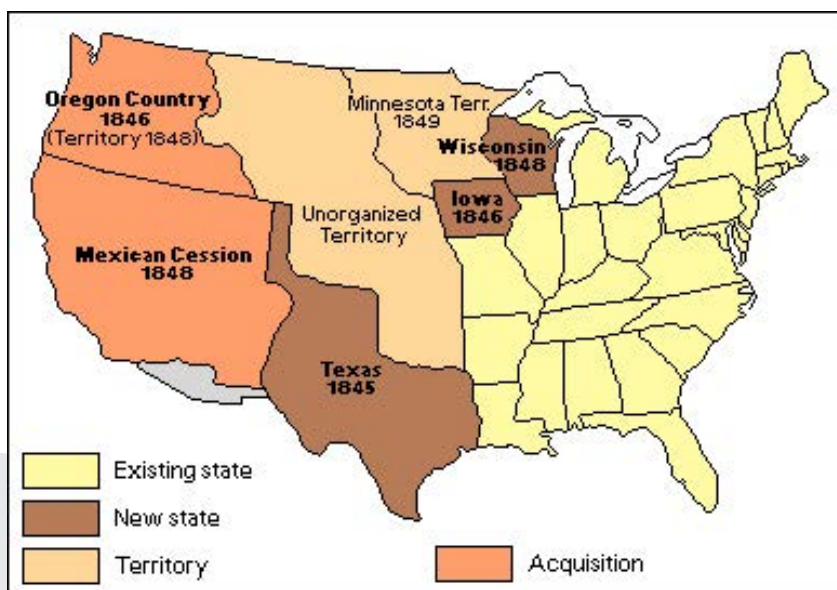 Oregon Country
1846
(Territory 1848)
Minnesota Terr.
1849
Wisconsin
1848
Iowa
1846
Unorganized
Territory
Mexican Cession
1848
Texas
1845
Existing state
New state
Territory
Acquisition